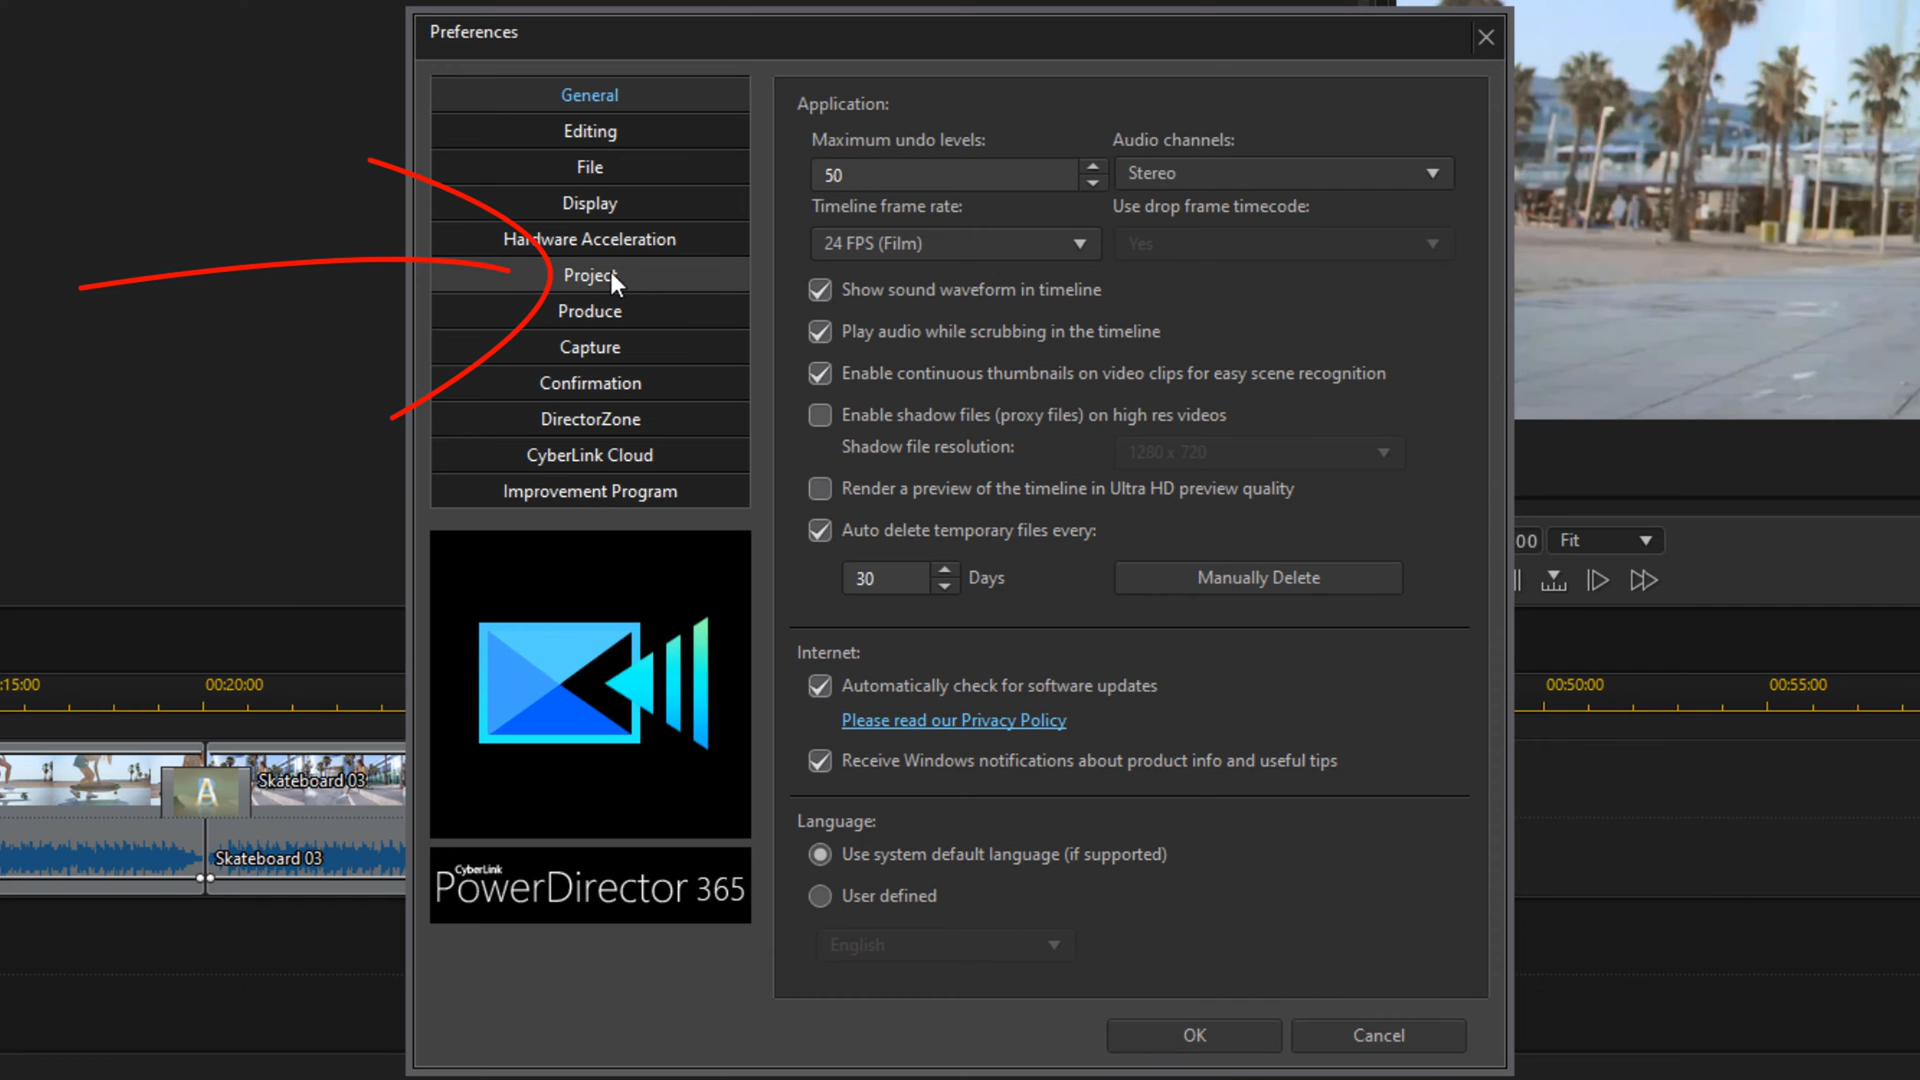 Preferences
General
Editing
File
Display
Hardware Acceleration
Project
Produce
Capture
Confirmation
DirectorZone
CyberLink Cloud
Improvement Program
CyberLink
PowerDirector 365
Application:
Maximum undo levels:
Audio channels:
50
Stereo
Timeline frame rate:
Use drop frame timecode:
24 FPS (Film)
Yes
Show sound waveform in timeline
Play audio while scrubbing in the timeline
Enable continuous thumbnails on video clips for easy scene recognition
Enable shadow files (proxy files) on high res videos
Shadow file resolution:
1280 x 720
Render a preview of the timeline in Ultra HD preview quality
Auto delete temporary files every:
30
Days
Manually Delete
Internet:
Automatically check for software updates
Please read our Privacy Policy
Receive Windows notifications about product info and useful tips
Language:
Use system default language (if supported)
User defined
English
OK
Cancel
00
Fit
:15:00
00:20:00
00:50:00
00:55:00
A
Skateboard 03
Skateboard 03